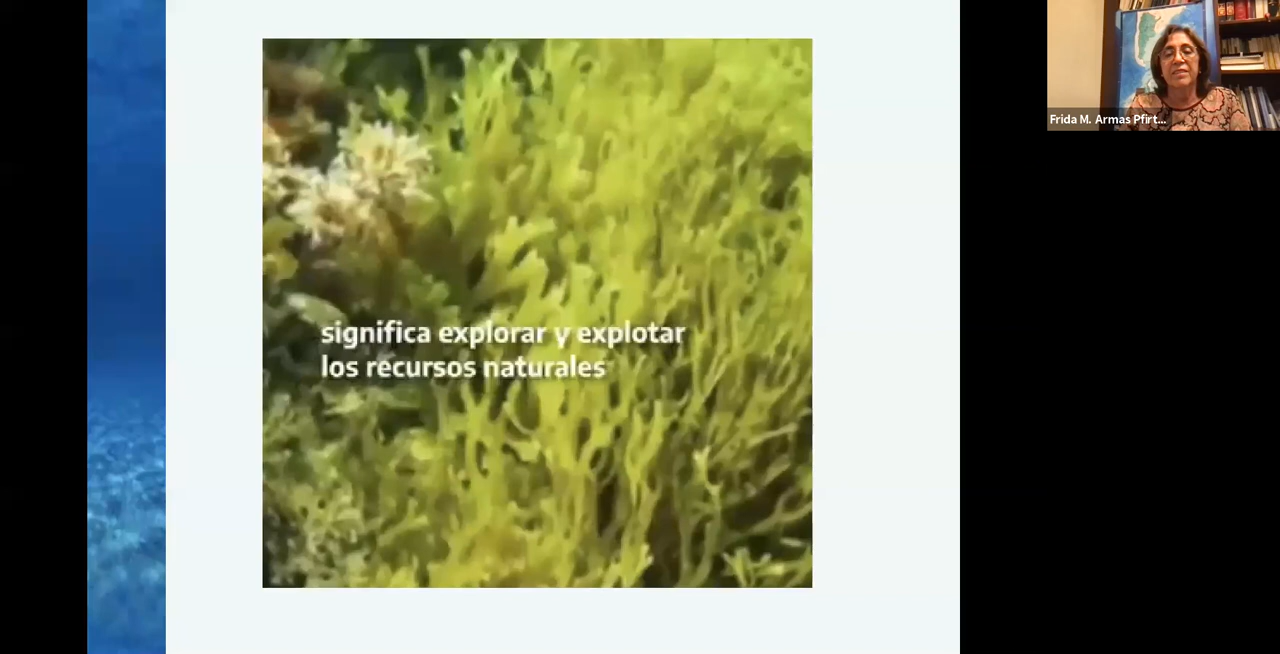 significa explorar y explotar
los recursos naturales
Frida M. Armas Pfirt...